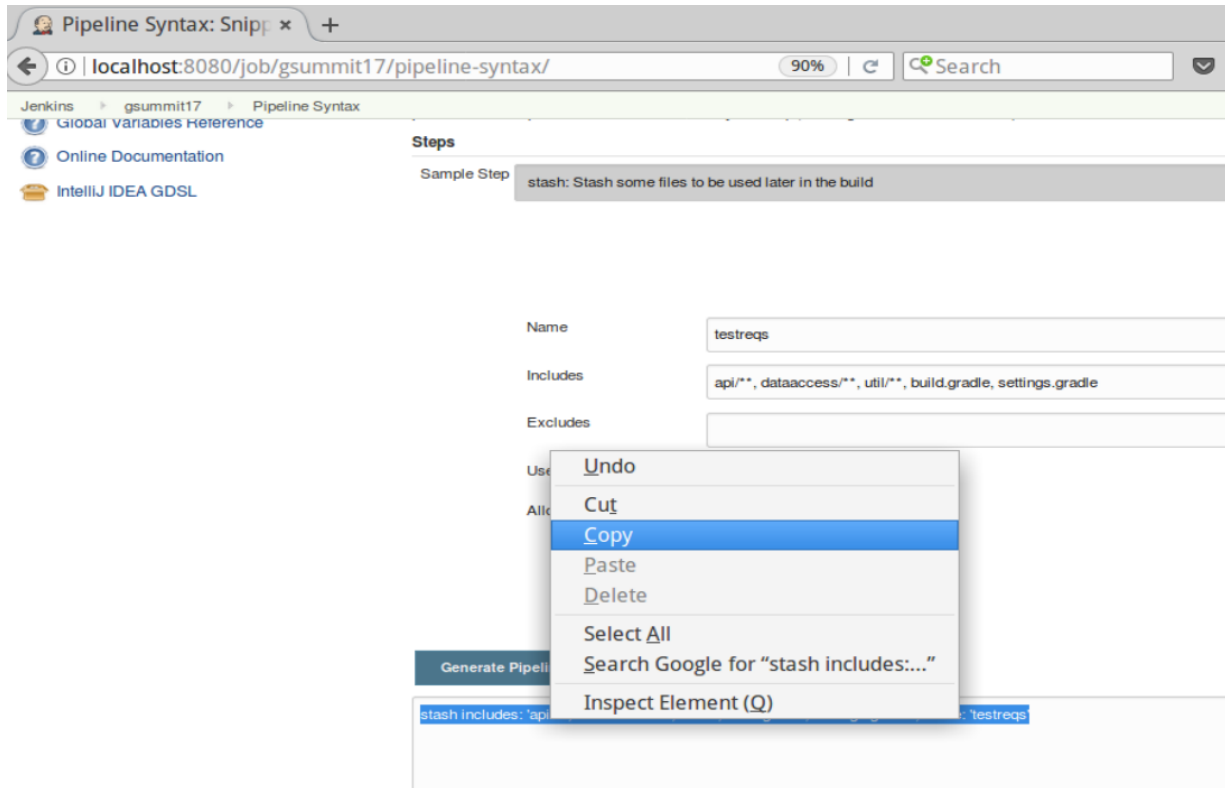 Pipeline Syntax: Snipp × +
localhost:8080/job/gsummit17/pipeline-syntax/ 90% Search
Jenkins gsummit17 Pipeline Syntax
Global Variables Reference
Steps
Online Documentation
Sample Step stash: Stash some files to be used later in the build
IntelliJ IDEA GDSL
Name testreqs
Includes api/**, dataaccess/**, util/**, build.gradle, settings.gradle
Excludes
Undo
Use
Cut
Allo
Copy
Paste
Delete
Select All
Generate Pipeli
Search Google for “stash includes:...”
Inspect Element (Q)
stash includes: 'api : 'testreqs'